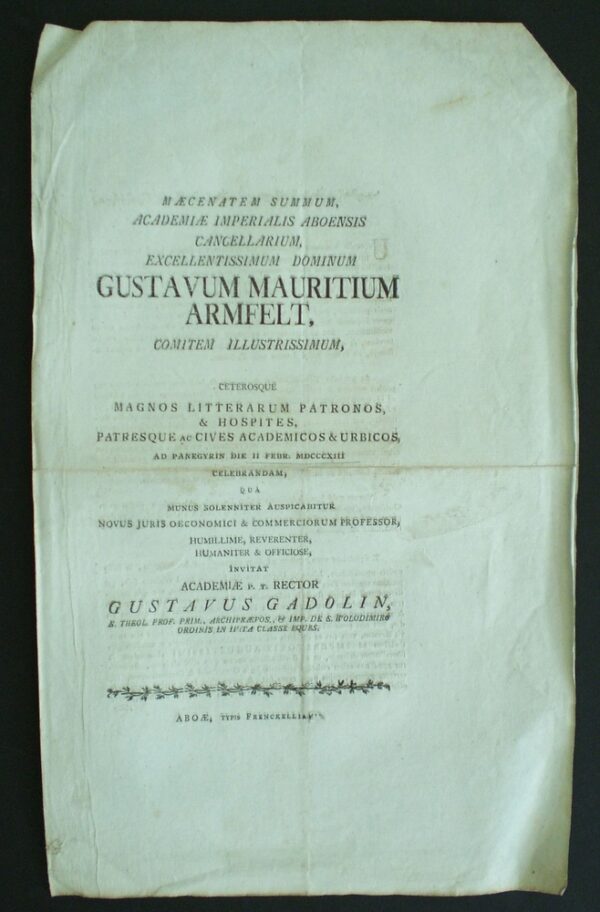 MÆCENATEM SUMMUM,
ACADEMIÆ IMPERIALIS ABOENSIS
CANCELLARIUM,
EXCELLENTISSIMUM DOMINUM
GUSTAVUM MAURITIUM
ARMFELT,
COMITEM ILLUSTRISSIMUM,
CETEROSQUE
MAGNOS LITTERARUM PATRONOS,
& HOSPITES,
PATRESQUE AC CIVES ACADEMICOS & URBICOS,
AD PANEGYRIN DIE II FEBR. MDCCCXIII
CELEBRANDAM,
QUA
MUNUS SOLENNITER AUSPICABITUR
NOVUS JURIS OECONOMICI & COMMERCIORUM PROFESSOR,
HUMILLIME, REVERENTER,
HUMANITER & OFFICIOSE,
INVITAT
ACADEMIÆ P. T. RECTOR
GUSTAVUS GADOLIN,
S. THEOL. PROF. PRIM., ARCHIPRÆPOS., & IMP. DE S. WOLODIMIRO
ORDINIS IN IV:TA CLASSE EQUES.
ABOÆ, TYPIS FRENCKELLIANIS